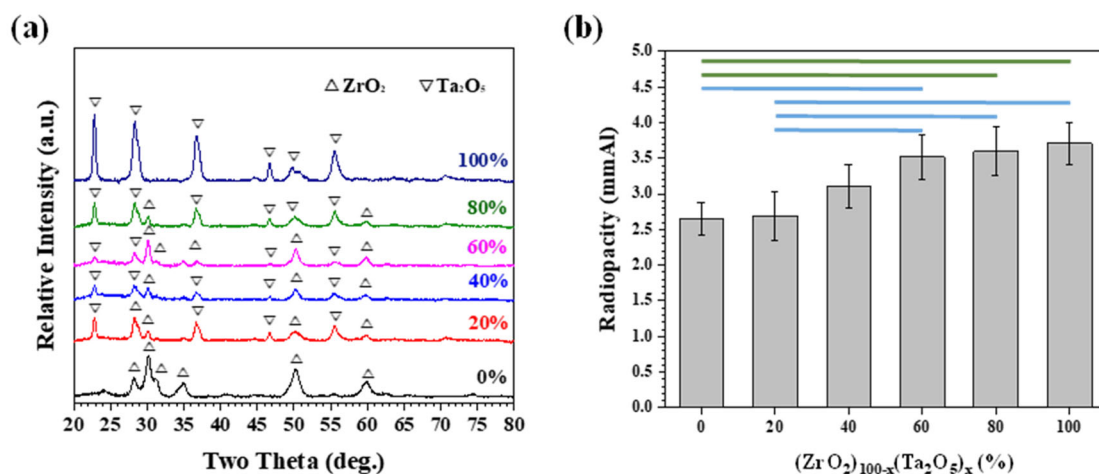 (a)
△ ZrO₂ ▽ Ta₂O₅
100%
80%
60%
40%
20%
0%
Relative Intensity (a.u.)
20 25 30 35 40 45 50 55 60 65 70 75 80
Two Theta (deg.)
(b)
5.0
4.5
4.0
3.5
3.0
2.5
2.0
1.5
1.0
0.5
0.0
Radiopacity (mm Al)
0 20 40 60 80 100
(ZrO₂)₁₀₀₋ₓ(Ta₂O₅)ₓ (%)